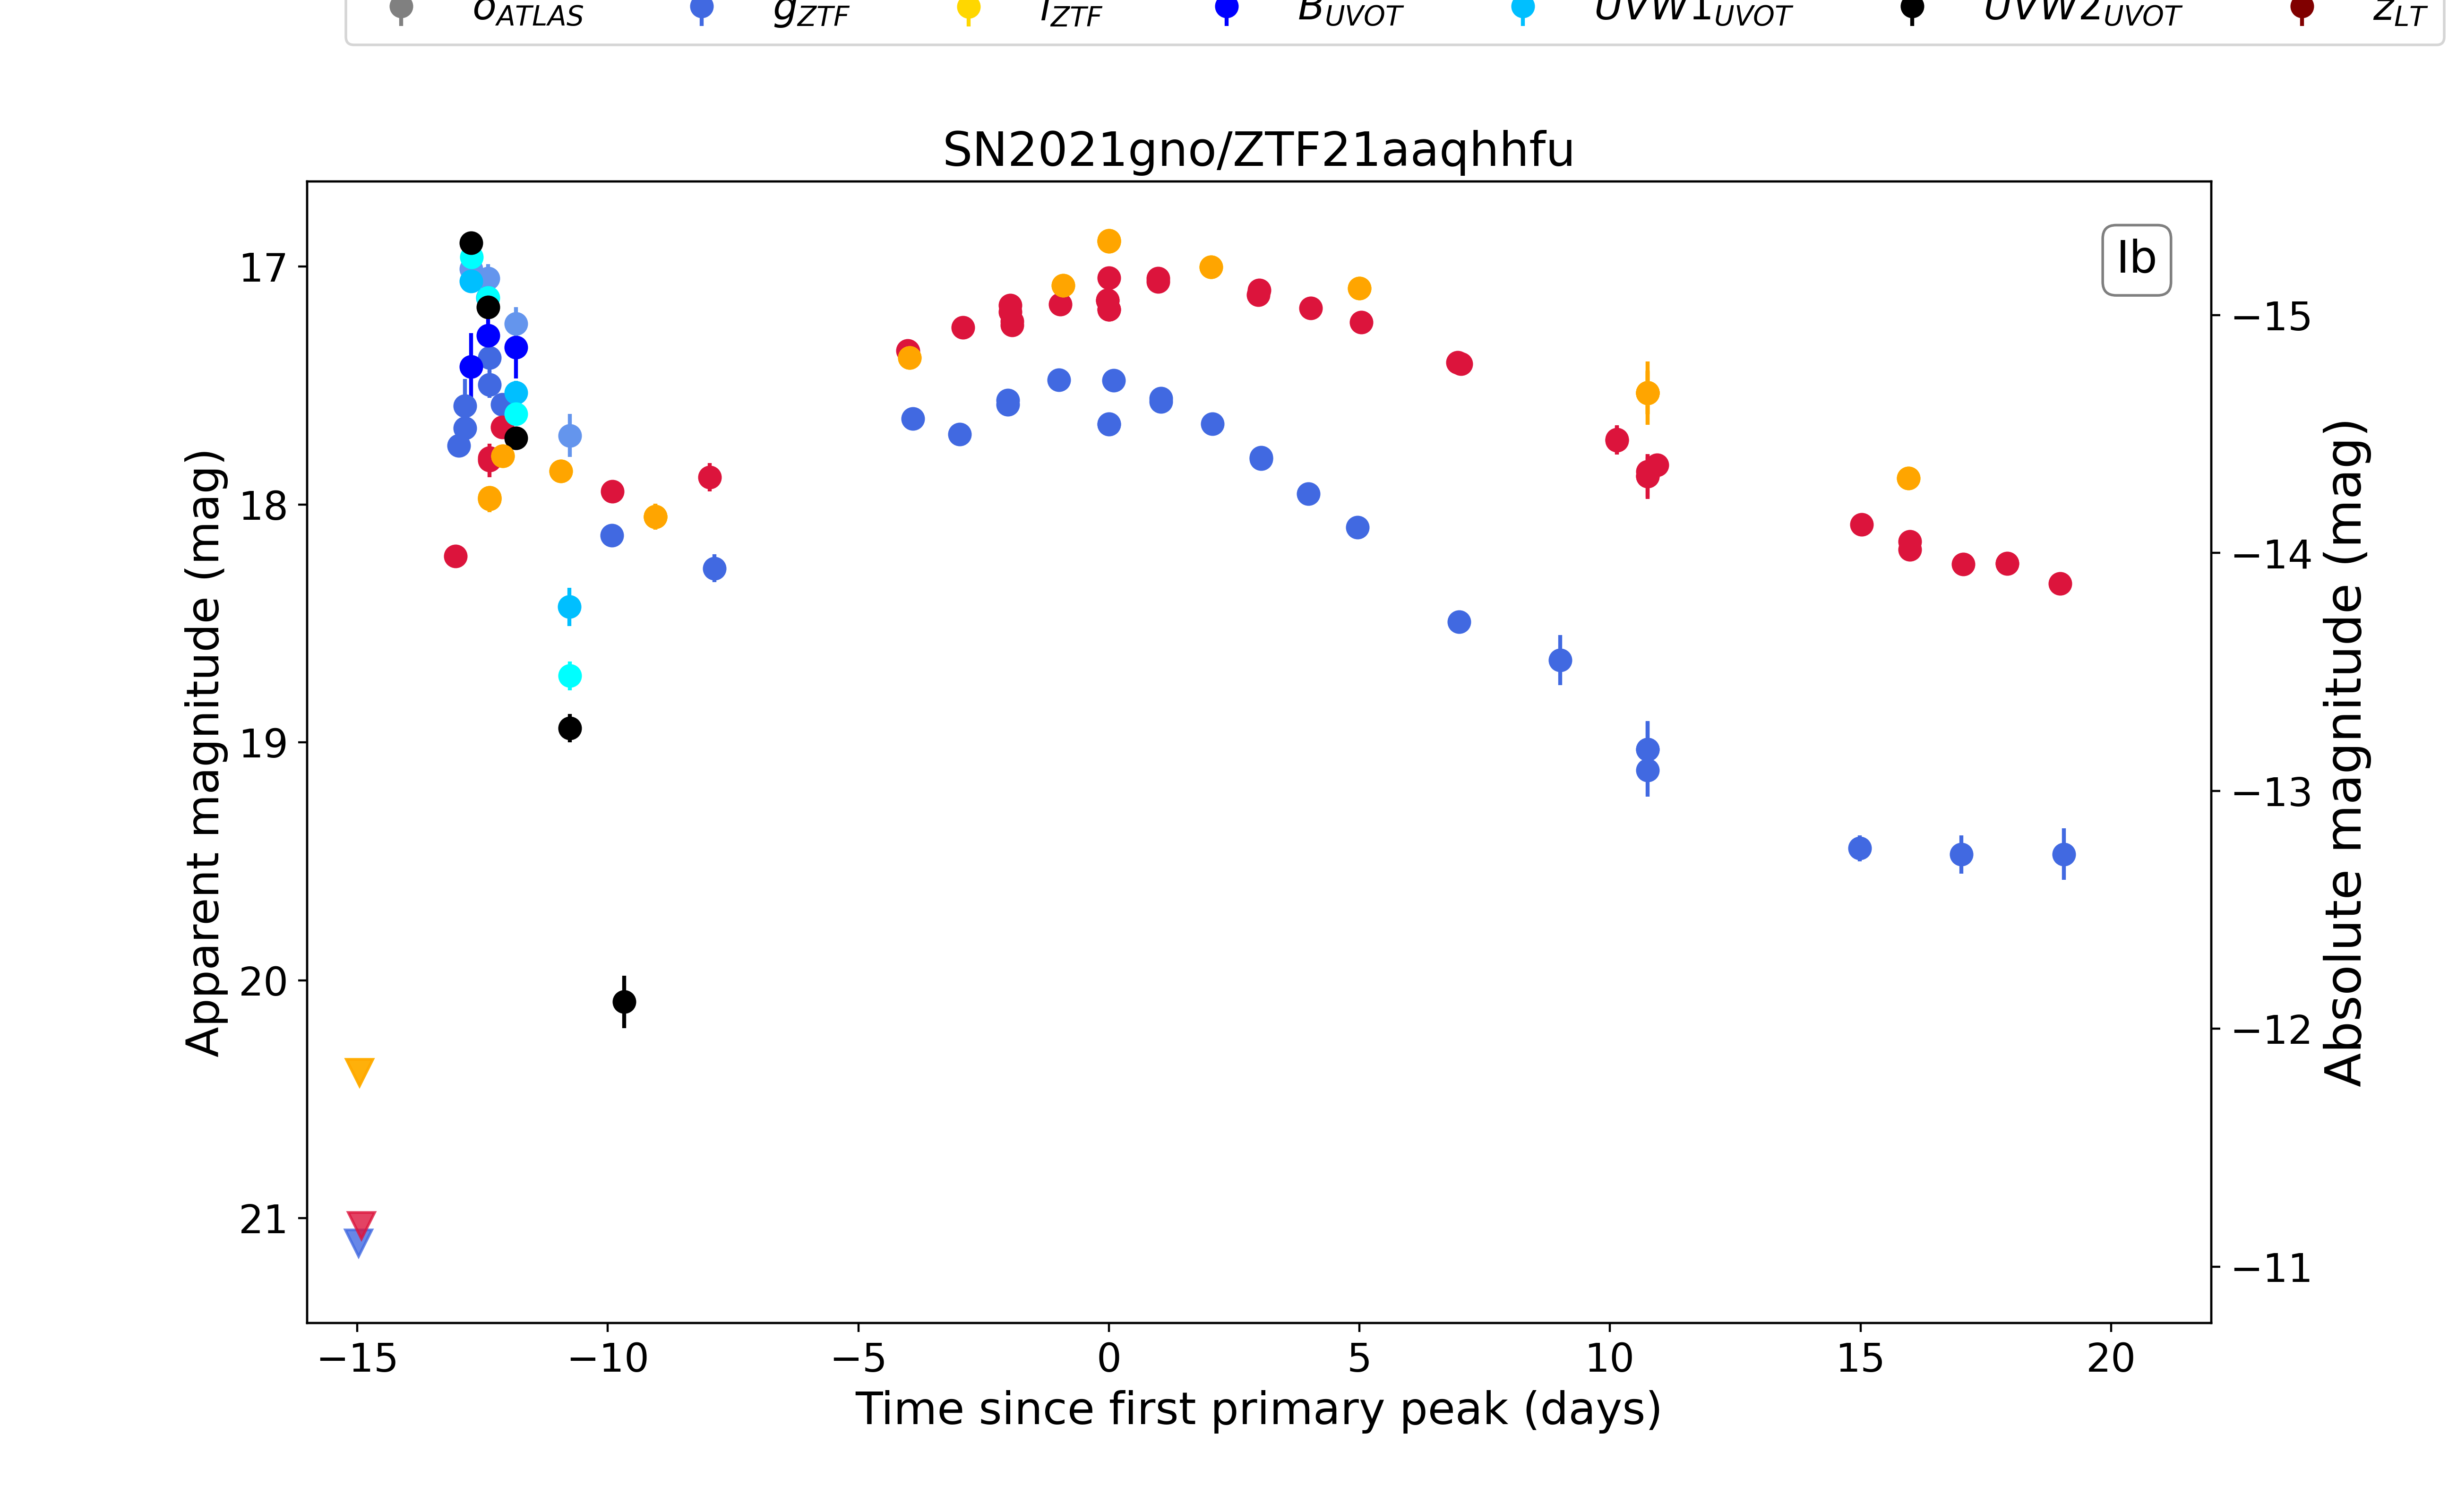 o_ATLAS g_ZTF i_ZTF B_UVOT UVW1_UVOT UVW2_UVOT z_LT
SN2021gno/ZTF21aaqhhfu
Ib
Apparent magnitude (mag)
17
18
19
20
21
Absolute magnitude (mag)
−15
−14
−13
−12
−11
−15 −10 −5 0 5 10 15 20
Time since first primary peak (days)